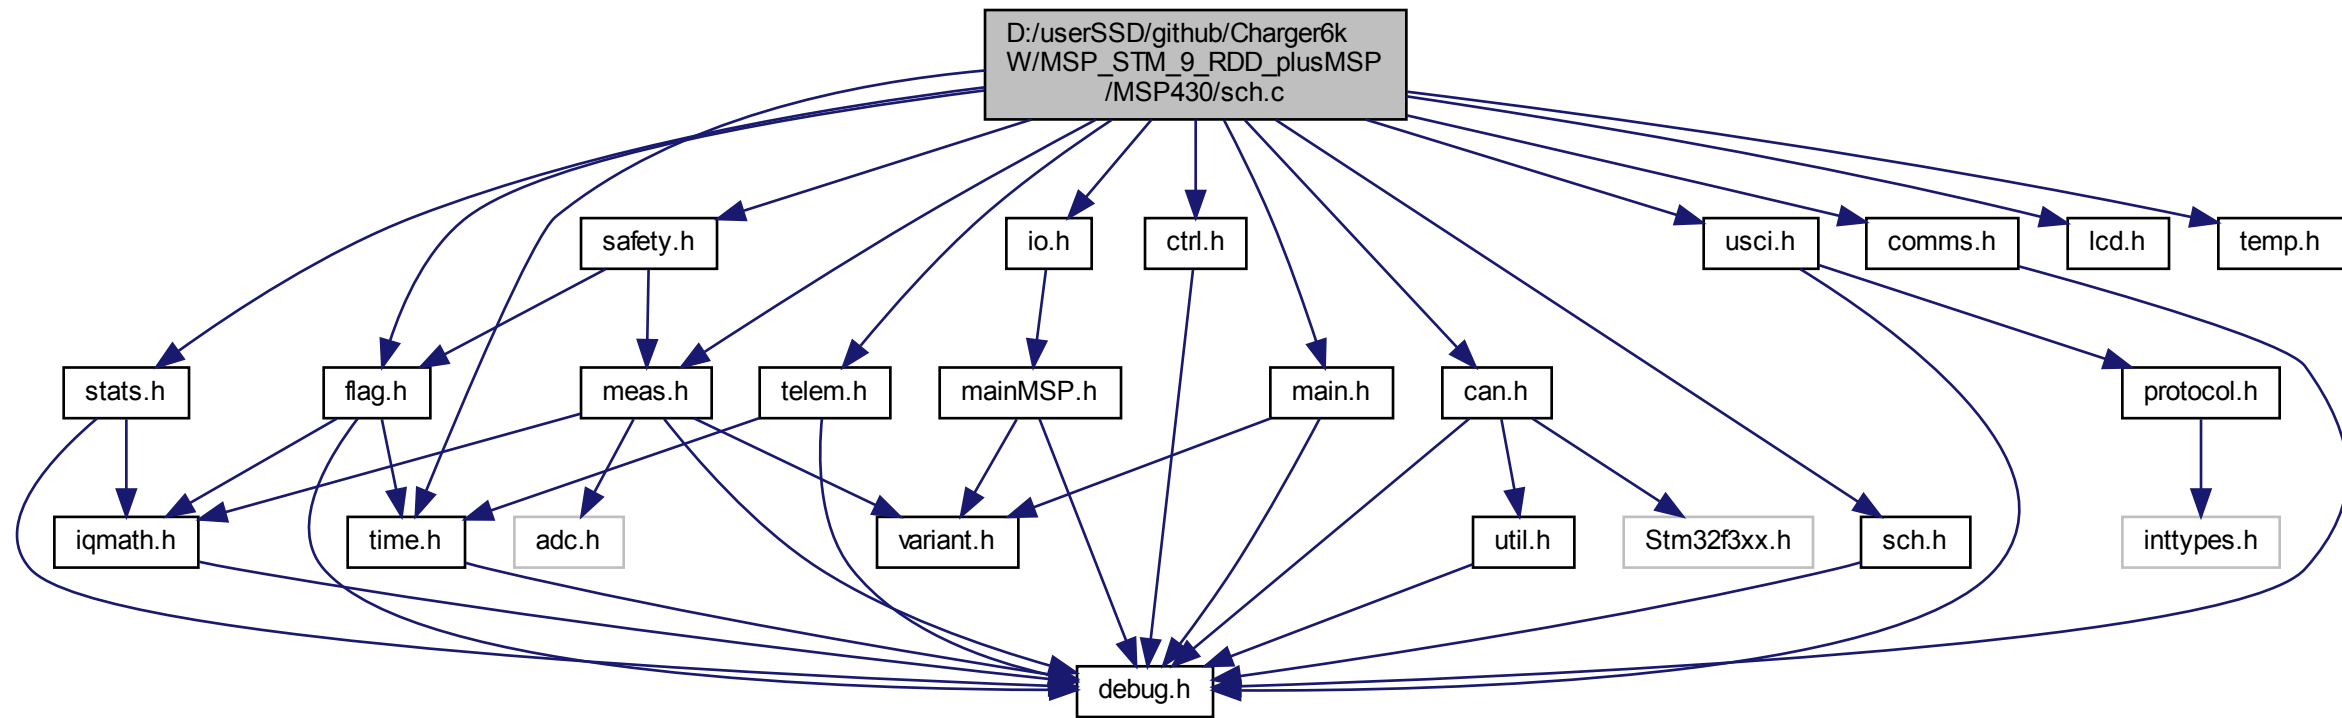 D:/userSSD/github/Charger6k
W/MSP_STM_9_RDD_plusMSP
/MSP430/sch.c
safety.h
io.h
ctrl.h
usci.h
comms.h
lcd.h
temp.h
stats.h
flag.h
meas.h
telem.h
mainMSP.h
main.h
can.h
protocol.h
iqmath.h
time.h
adc.h
variant.h
util.h
Stm32f3xx.h
sch.h
inttypes.h
debug.h